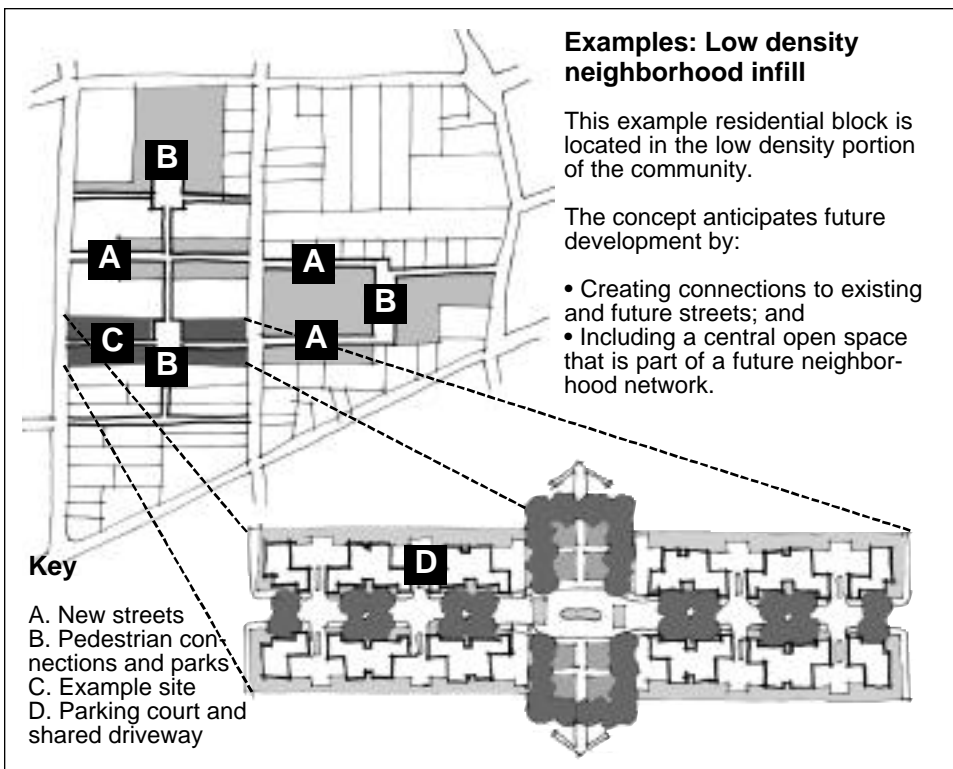 Examples: Low density
neighborhood infill
This example residential block is
located in the low density portion
of the community.
The concept anticipates future
development by:
• Creating connections to existing
and future streets; and
• Including a central open space
that is part of a future neighbor-
hood network.
B
A
A
B
C
B
A
D
Key
A. New streets
B. Pedestrian con-
nections and parks
C. Example site
D. Parking court and
shared driveway